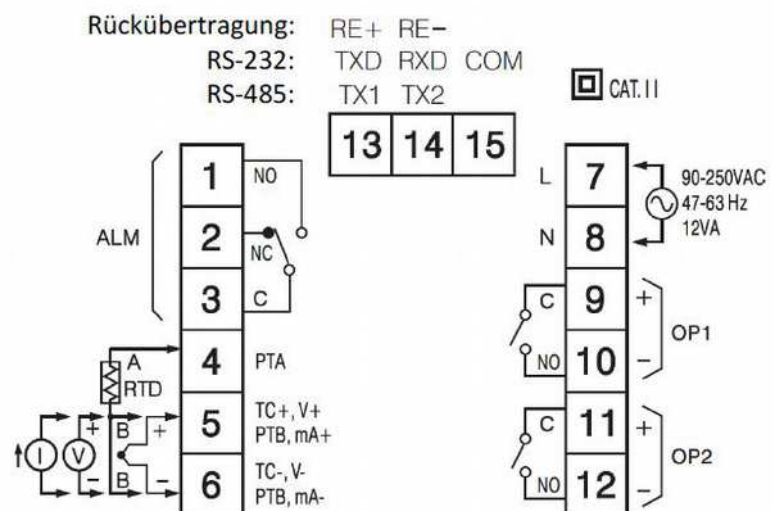 Rückübertragung: RE+ RE−
RS-232: TXD RXD COM
RS-485: TX1 TX2
CAT.II
13 14 15
ALM
1 NO
2 NC
3 C
4 PTA
A
RTD
5 TC+, V+
PTB, mA+
6 TC-, V-
PTB, mA-
I V + − B B + −
L 7
N 8
90-250VAC
47-63 Hz
12VA
C 9 +
NO 10 −
OP1
C 11 +
NO 12 −
OP2